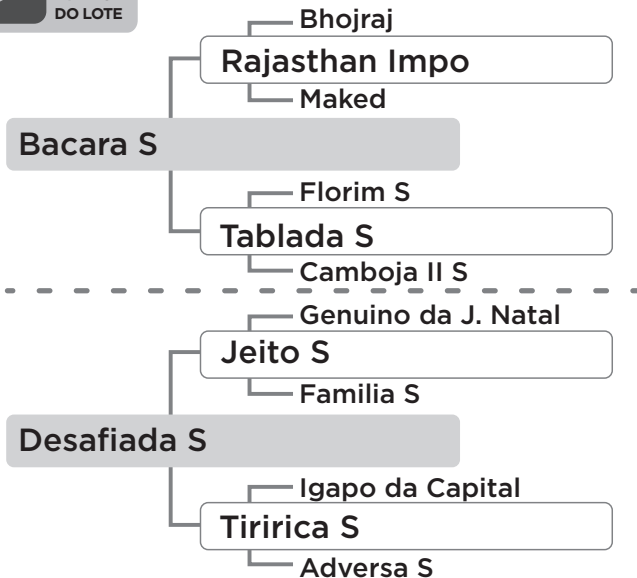 DO LOTE
Bhojraj
Rajasthan Impo
Maked
Bacara S
Florim S
Tablada S
Camboja II S
Genuino da J. Natal
Jeito S
Familia S
Desafiada S
Igapo da Capital
Tiririca S
Adversa S